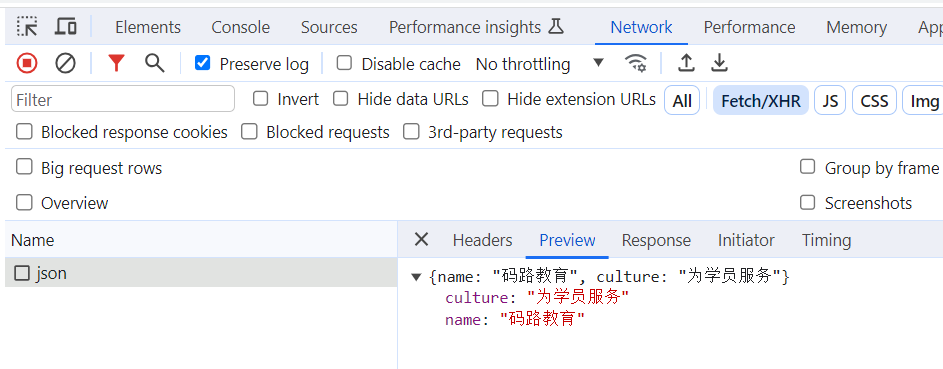 Elements Console Sources Performance insights Network Performance Memory App
Preserve log Disable cache No throttling
Filter Invert Hide data URLs Hide extension URLs All Fetch/XHR JS CSS Img
Blocked response cookies Blocked requests 3rd-party requests
Big request rows Group by frame
Overview Screenshots
Name Headers Preview Response Initiator Timing
json {name: "码路教育", culture: "为学员服务"}
culture: "为学员服务"
name: "码路教育"